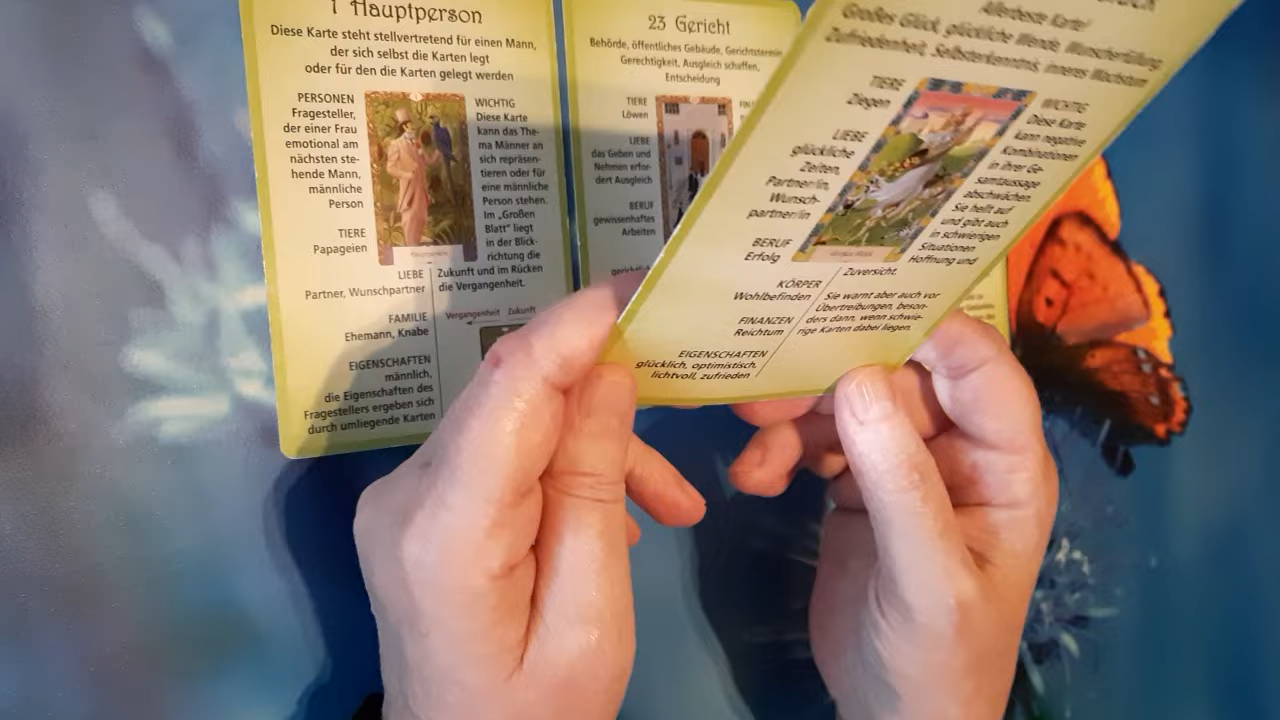 1 Hauptperson
Diese Karte steht stellvertretend für einen Mann,
der sich selbst die Karten legt
oder für den die Karten gelegt werden
PERSONEN
Fragesteller,
der einer Frau
emotional am
nächsten ste-
hende Mann,
männliche
Person
TIERE
Papageien
LIEBE
Partner, Wunschpartner
FAMILIE
Ehemann, Knabe
EIGENSCHAFTEN
männlich,
die Eigenschaften des
Fragestellers ergeben sich
durch umliegende Karten
WICHTIG
Diese Karte
kann das The-
ma Männer an
sich repräsen-
tieren oder für
eine männliche
Person stehen.
Im „Großen
Blatt" liegt
in der Blick-
richtung die
Zukunft und im Rücken
die Vergangenheit.
Vergangenheit Zukunft
23 Gericht
Behörde, öffentliches Gebäude, Gerichtstermin
Gerechtigkeit, Ausgleich schaffen,
Entscheidung
TIERE
Löwen
LIEBE
das Geben und
Nehmen erfor-
dert Ausgleich
BERUF
gewissenhaftes
Arbeiten
Allerbeste Karte!
Großes Glück, glückliche Wende, Wunscherfüllung,
Zufriedenheit, Selbsterkenntnis, inneres Wachstum
TIERE
Ziegen
LIEBE
glückliche
Zeiten,
Partner/in,
Wunsch-
partner/in
BERUF
Erfolg
KÖRPER
Wohlbefinden
FINANZEN
Reichtum
EIGENSCHAFTEN
glücklich, optimistisch,
lichtvoll, zufrieden
WICHTIG
Diese Karte
kann negative
Kombinationen
in ihrer Ge-
samtaussage
abschwächen.
Sie hellt auf
und gibt auch
in schwierigen
Situationen
Hoffnung und
Zuversicht.
Sie warnt aber auch vor
Übertreibungen, beson-
ders dann, wenn schwie-
rige Karten dabei liegen.